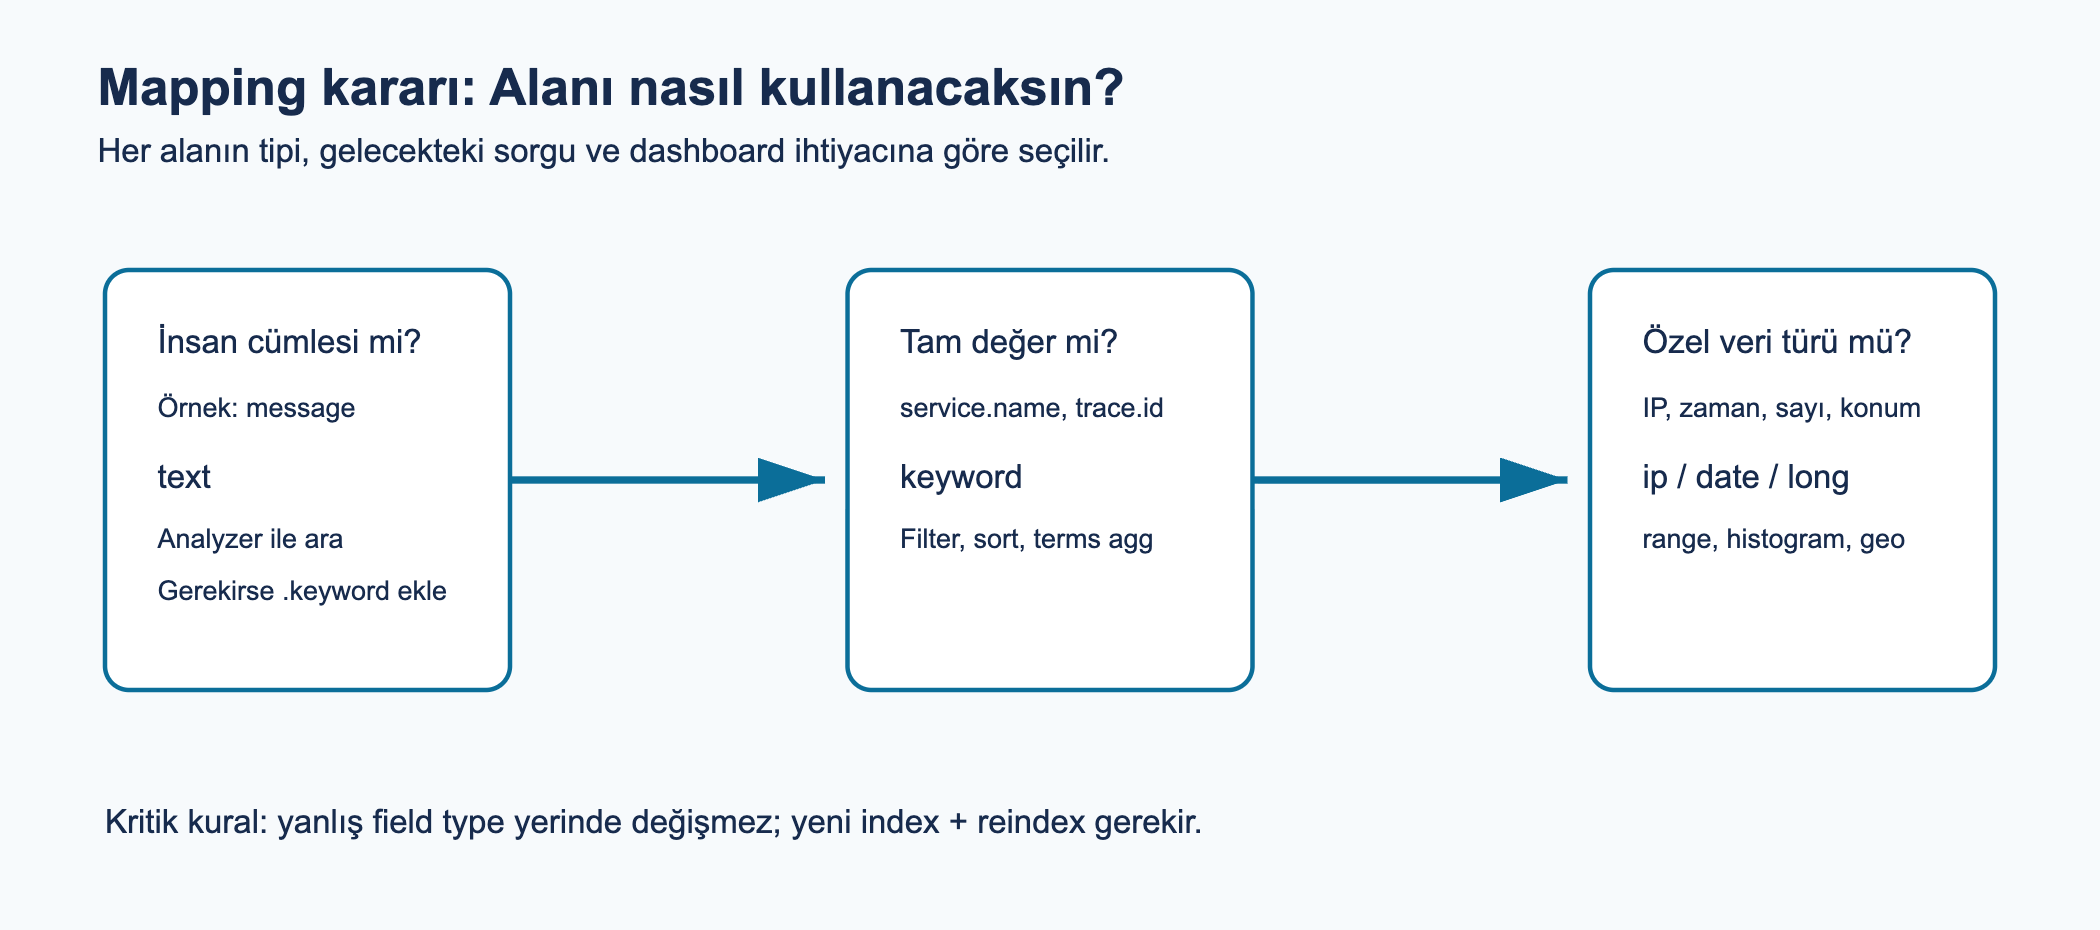 Mapping kararı: Alanı nasıl kullanacaksın?
Her alanın tipi, gelecekteki sorgu ve dashboard ihtiyacına göre seçilir.
İnsan cümlesi mi?
Örnek: message
text
Analyzer ile ara
Gerekirse .keyword ekle
Tam değer mi?
service.name, trace.id
keyword
Filter, sort, terms agg
Özel veri türü mü?
IP, zaman, sayı, konum
ip / date / long
range, histogram, geo
Kritik kural: yanlış field type yerinde değişmez; yeni index + reindex gerekir.